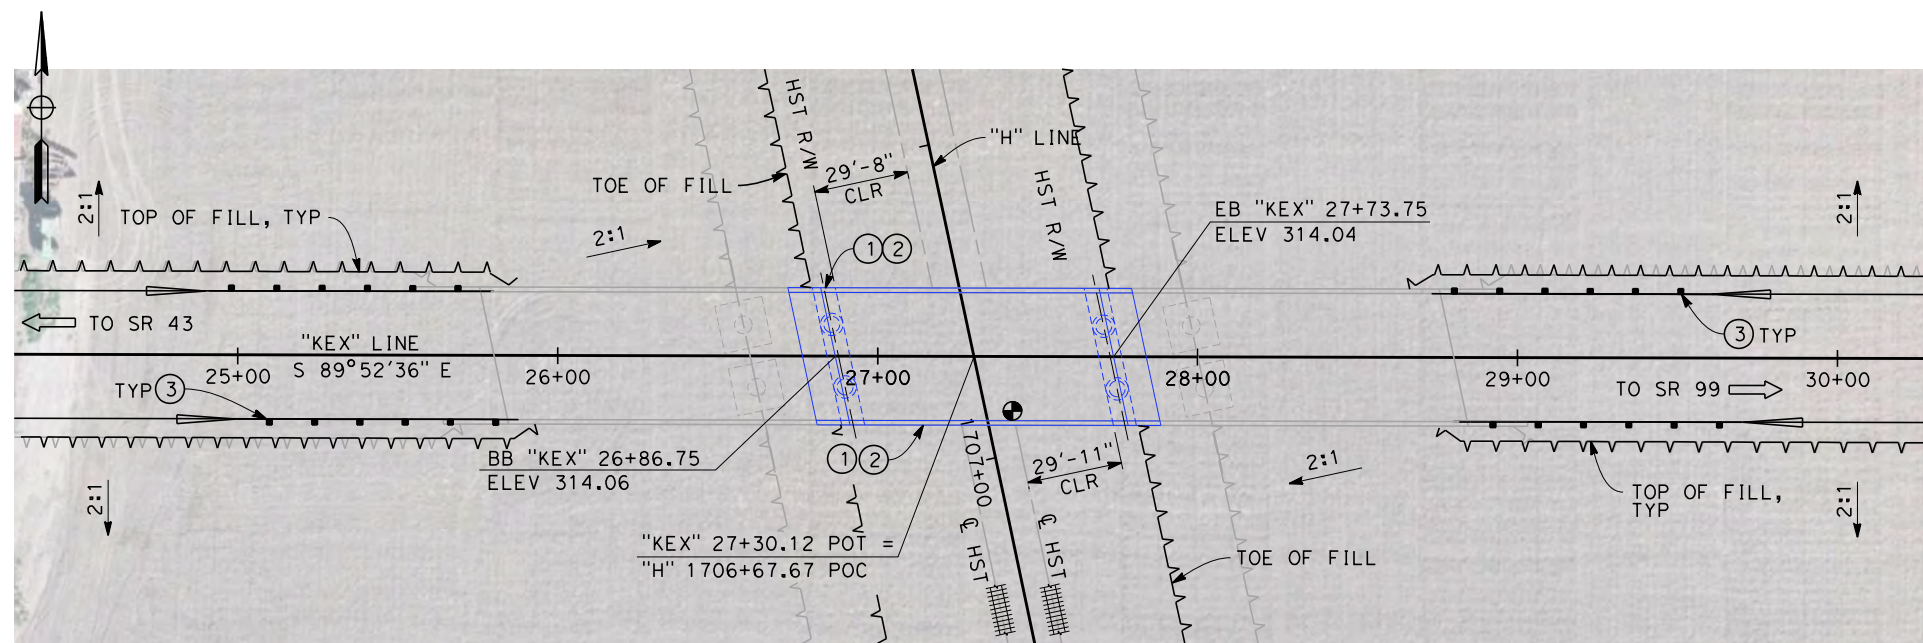 HST R/W
"H" LINE
29'-8"
CLR
TOE OF FILL
HST R/W
2:1
TOP OF FILL, TYP
2:1
1 2
EB "KEX" 27+73.75
ELEV 314.04
2:1
TO SR 43
"KEX" LINE
S 89°52'36" E
3 TYP
25+00
26+00
27+00
28+00
29+00
30+00
TYP 3
TO SR 99
BB "KEX" 26+86.75
ELEV 314.06
1 2
1707+00
29'-11"
CLR
2:1
2:1
TOP OF FILL,
TYP
2:1
"KEX" 27+30.12 POT =
"H" 1706+67.67 POC
℄ HST
℄ HST
TOE OF FILL